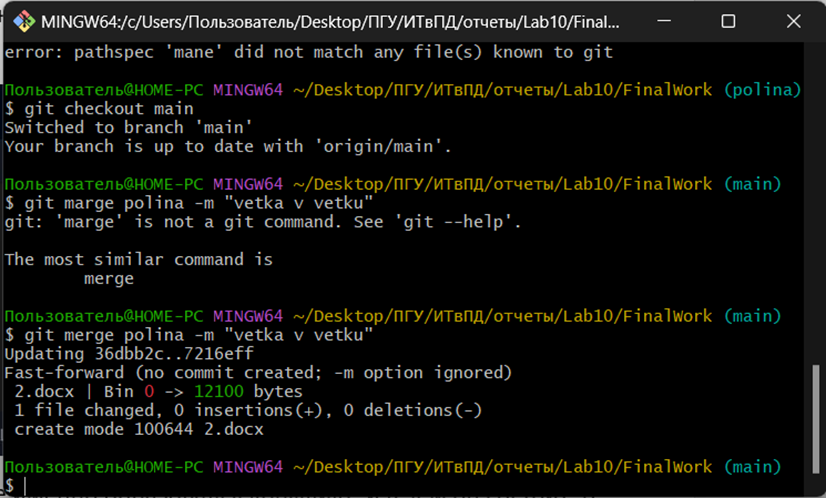 MINGW64:/c/Users/Пользователь/Desktop/ПГУ/ИТвПД/отчеты/Lab10/Final...
error: pathspec 'mane' did not match any file(s) known to git
Пользователь@HOME-PC MINGW64 ~/Desktop/ПГУ/ИТвПД/отчеты/Lab10/FinalWork (polina)
$ git checkout main
Switched to branch 'main'
Your branch is up to date with 'origin/main'.
Пользователь@HOME-PC MINGW64 ~/Desktop/ПГУ/ИТвПД/отчеты/Lab10/FinalWork (main)
$ git marge polina -m "vetka v vetku"
git: 'marge' is not a git command. See 'git --help'.
The most similar command is
merge
Пользователь@HOME-PC MINGW64 ~/Desktop/ПГУ/ИТвПД/отчеты/Lab10/FinalWork (main)
$ git merge polina -m "vetka v vetku"
Updating 36dbb2c..7216eff
Fast-forward (no commit created; -m option ignored)
2.docx | Bin 0 -> 12100 bytes
1 file changed, 0 insertions(+), 0 deletions(-)
create mode 100644 2.docx
Пользователь@HOME-PC MINGW64 ~/Desktop/ПГУ/ИТвПД/отчеты/Lab10/FinalWork (main)
$